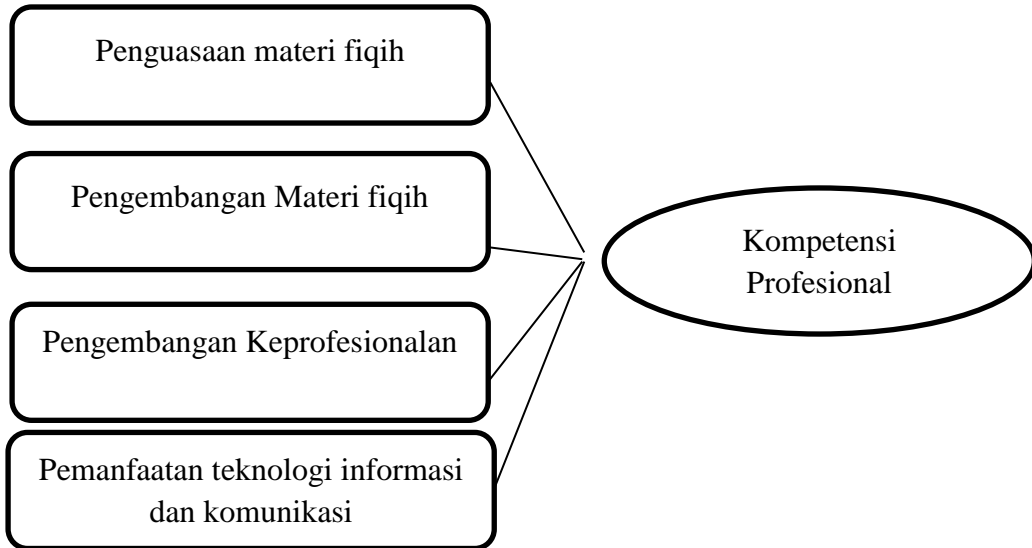 Penguasaan materi fiqih
Pengembangan Materi fiqih
Pengembangan Keprofesionalan
Pemanfaatan teknologi informasi
dan komunikasi
Kompetensi
Profesional